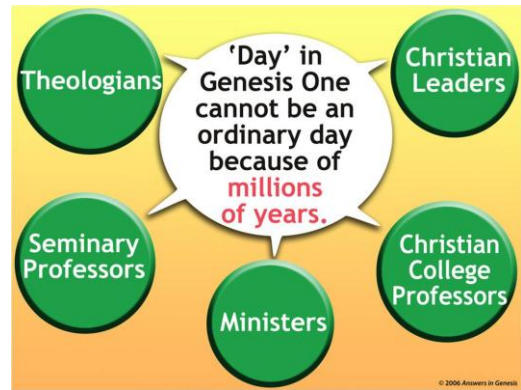 Theologians
'Day' in
Genesis One
cannot be an
ordinary day
because of
millions
of years.
Christian
Leaders
Seminary
Professors
Ministers
Christian
College
Professors
© 2006 Answers in Genesis